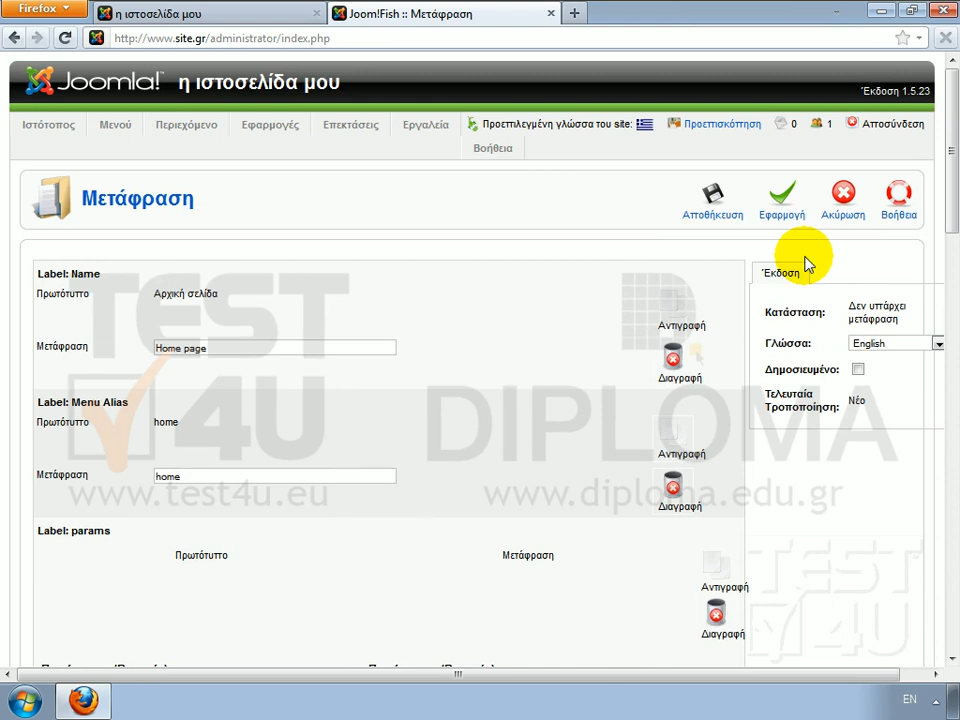 Firefox
η ιστοσελίδα μου
Joom!Fish :: Μετάφραση
http://www.site.gr/administrator/index.php
Joomla!™ η ιστοσελίδα μου
Έκδοση 1.5.23
Ιστότοπος Μενού Περιεχόμενο Εφαρμογές Επεκτάσεις Εργαλεία Προεπιλεγμένη γλώσσα του site: Προεπισκόπηση 0 1 Αποσύνδεση
Βοήθεια
Μετάφραση
Αποθήκευση Εφαρμογή Ακύρωση Βοήθεια
Label: Name
Έκδοση
Πρωτότυπο Αρχική σελίδα
Αντιγραφή
Κατάσταση: Δεν υπάρχει μετάφραση
Μετάφραση Home page
Γλώσσα: English
Διαγραφή
Δημοσιευμένο:
Label: Menu Alias
Τελευταία Τροποποίηση: Νέο
Πρωτότυπο home
Αντιγραφή
Μετάφραση home
Διαγραφή
Label: params
Πρωτότυπο Μετάφραση
Αντιγραφή
Διαγραφή
TEST 4U
www.test4u.eu
DIPLOMA
www.diploma.edu.gr
TEST 4U
EN